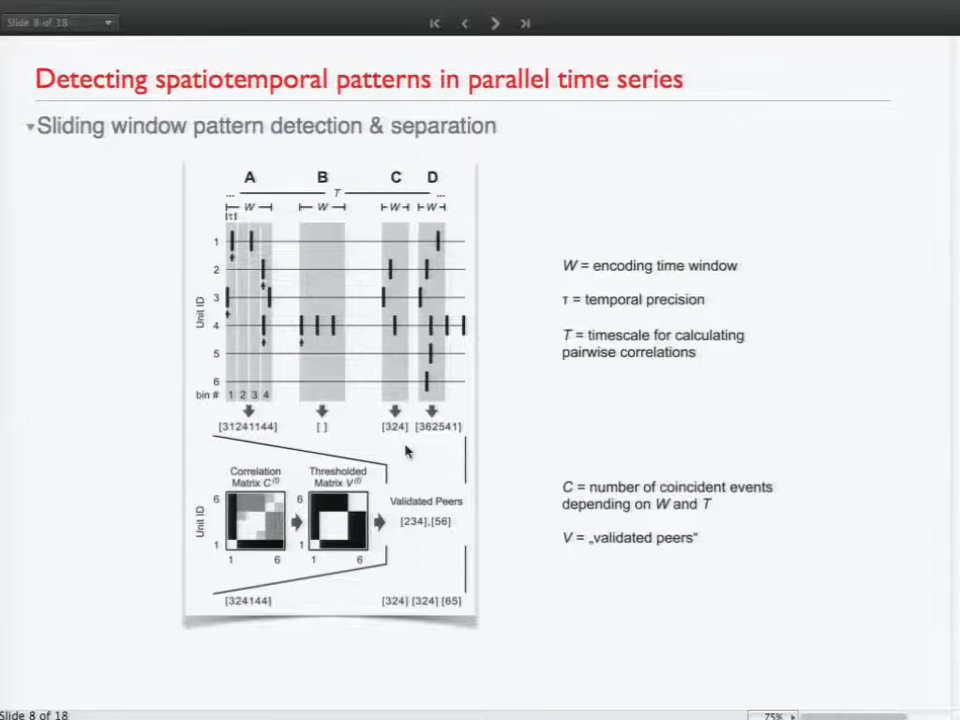 Slide 8 of 18
Detecting spatiotemporal patterns in parallel time series
Sliding window pattern detection & separation
A B C D
... T ...
W W W W
|τ|
1
2
3
4
5
6
Unit ID
bin # 1 2 3 4
[31241144] [ ] [324] [362541]
W = encoding time window
τ = temporal precision
T = timescale for calculating
pairwise correlations
Correlation Thresholded
Matrix C(t) Matrix V(t)
Validated Peers
[234],[56]
6 6
Unit ID
1 1
1 6 1 6
[324144] [324] [324] [65]
C = number of coincident events
depending on W and T
V = „validated peers“
Slide 8 of 18
75%